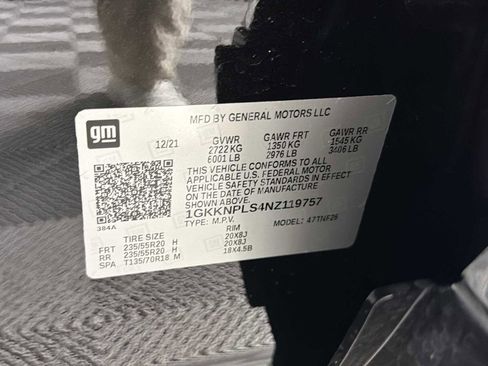 gm
MFD BY GENERAL MOTORS LLC
12/21 GVWR GAWR FRT GAWR RR
2722 KG 1350 KG 1545 KG
6001 LB 2976 LB 3406 LB
THIS VEHICLE CONFORMS TO ALL
APPLICABLE U.S. FEDERAL MOTOR
VEHICLE SAFETY STANDARDS IN EFFECT
ON THE DATE OF MANUFACTURE
SHOWN ABOVE.
1GKKNPLS4NZ119757
TYPE: M.P.V. MODEL: 47TNF26
384A
TIRE SIZE RIM
FRT 235/55R20 H 20X8J
RR 235/55R20 H 20X8J
SPA T135/70R18 M 18X4.5B